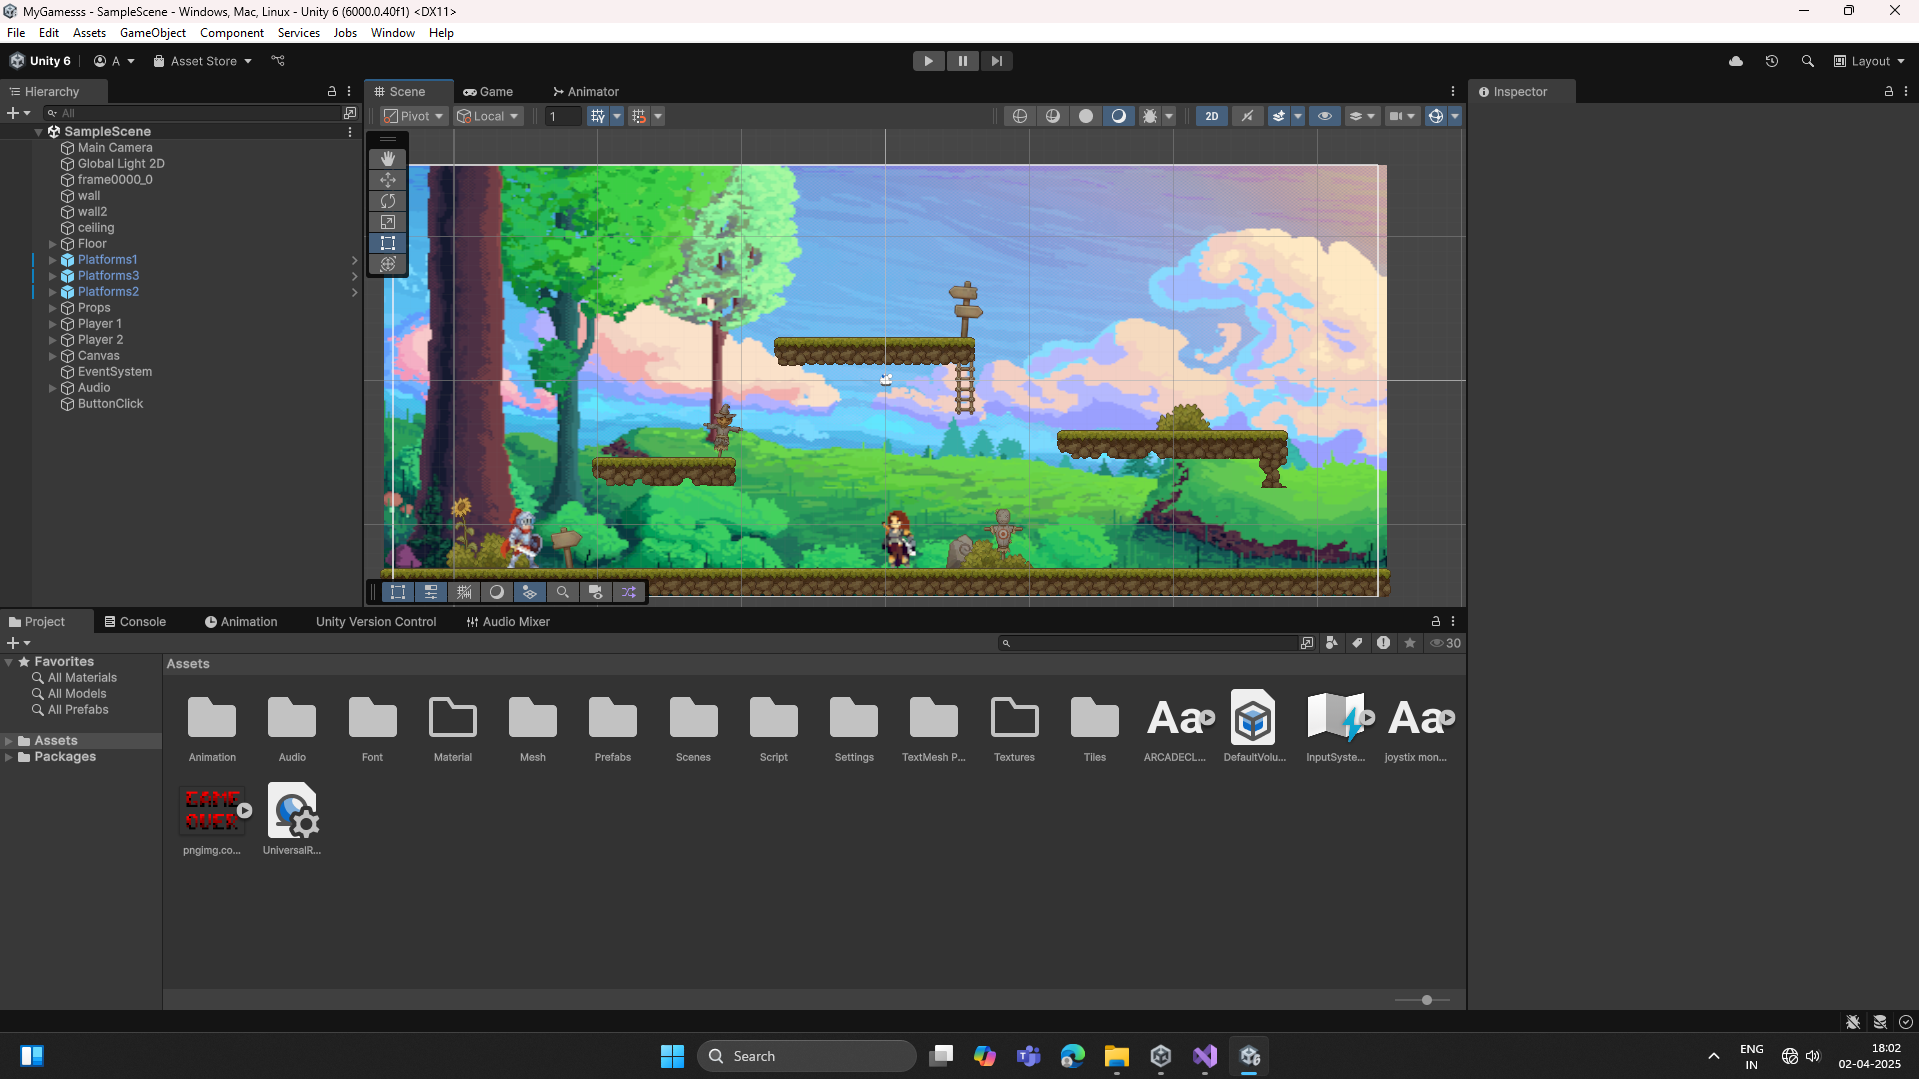 MyGamesss - SampleScene - Windows, Mac, Linux - Unity 6 (6000.0.40f1) <DX11>
File Edit Assets GameObject Component Services Jobs Window Help
Unity 6 A Asset Store Layout
Hierarchy
All
SampleScene
Main Camera
Global Light 2D
frame0000_0
wall
wall2
ceiling
Floor
Platforms1
Platforms3
Platforms2
Props
Player 1
Player 2
Canvas
EventSystem
Audio
ButtonClick
Scene Game Animator
Pivot Local 1 2D
Inspector
Project Console Animation Unity Version Control Audio Mixer
30
Favorites
All Materials
All Models
All Prefabs
Assets
Packages
Assets
Aa Aa
Animation Audio Font Material Mesh Prefabs Scenes Script Settings TextMesh P... Textures Tiles ARCADECL... DefaultVolu... InputSyste... joystix mon...
GAME
OVER
pngimg.co... UniversalR...
Search
ENG
IN
18:02
02-04-2025